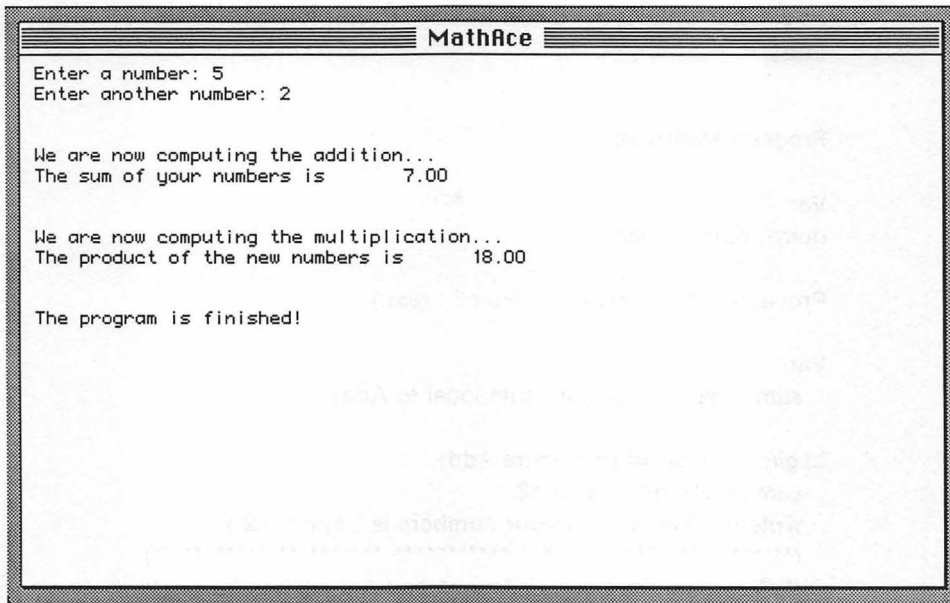 MathAce
Enter a number: 5
Enter another number: 2
We are now computing the addition...
The sum of your numbers is 7.00
We are now computing the multiplication...
The product of the new numbers is 18.00
The program is finished!